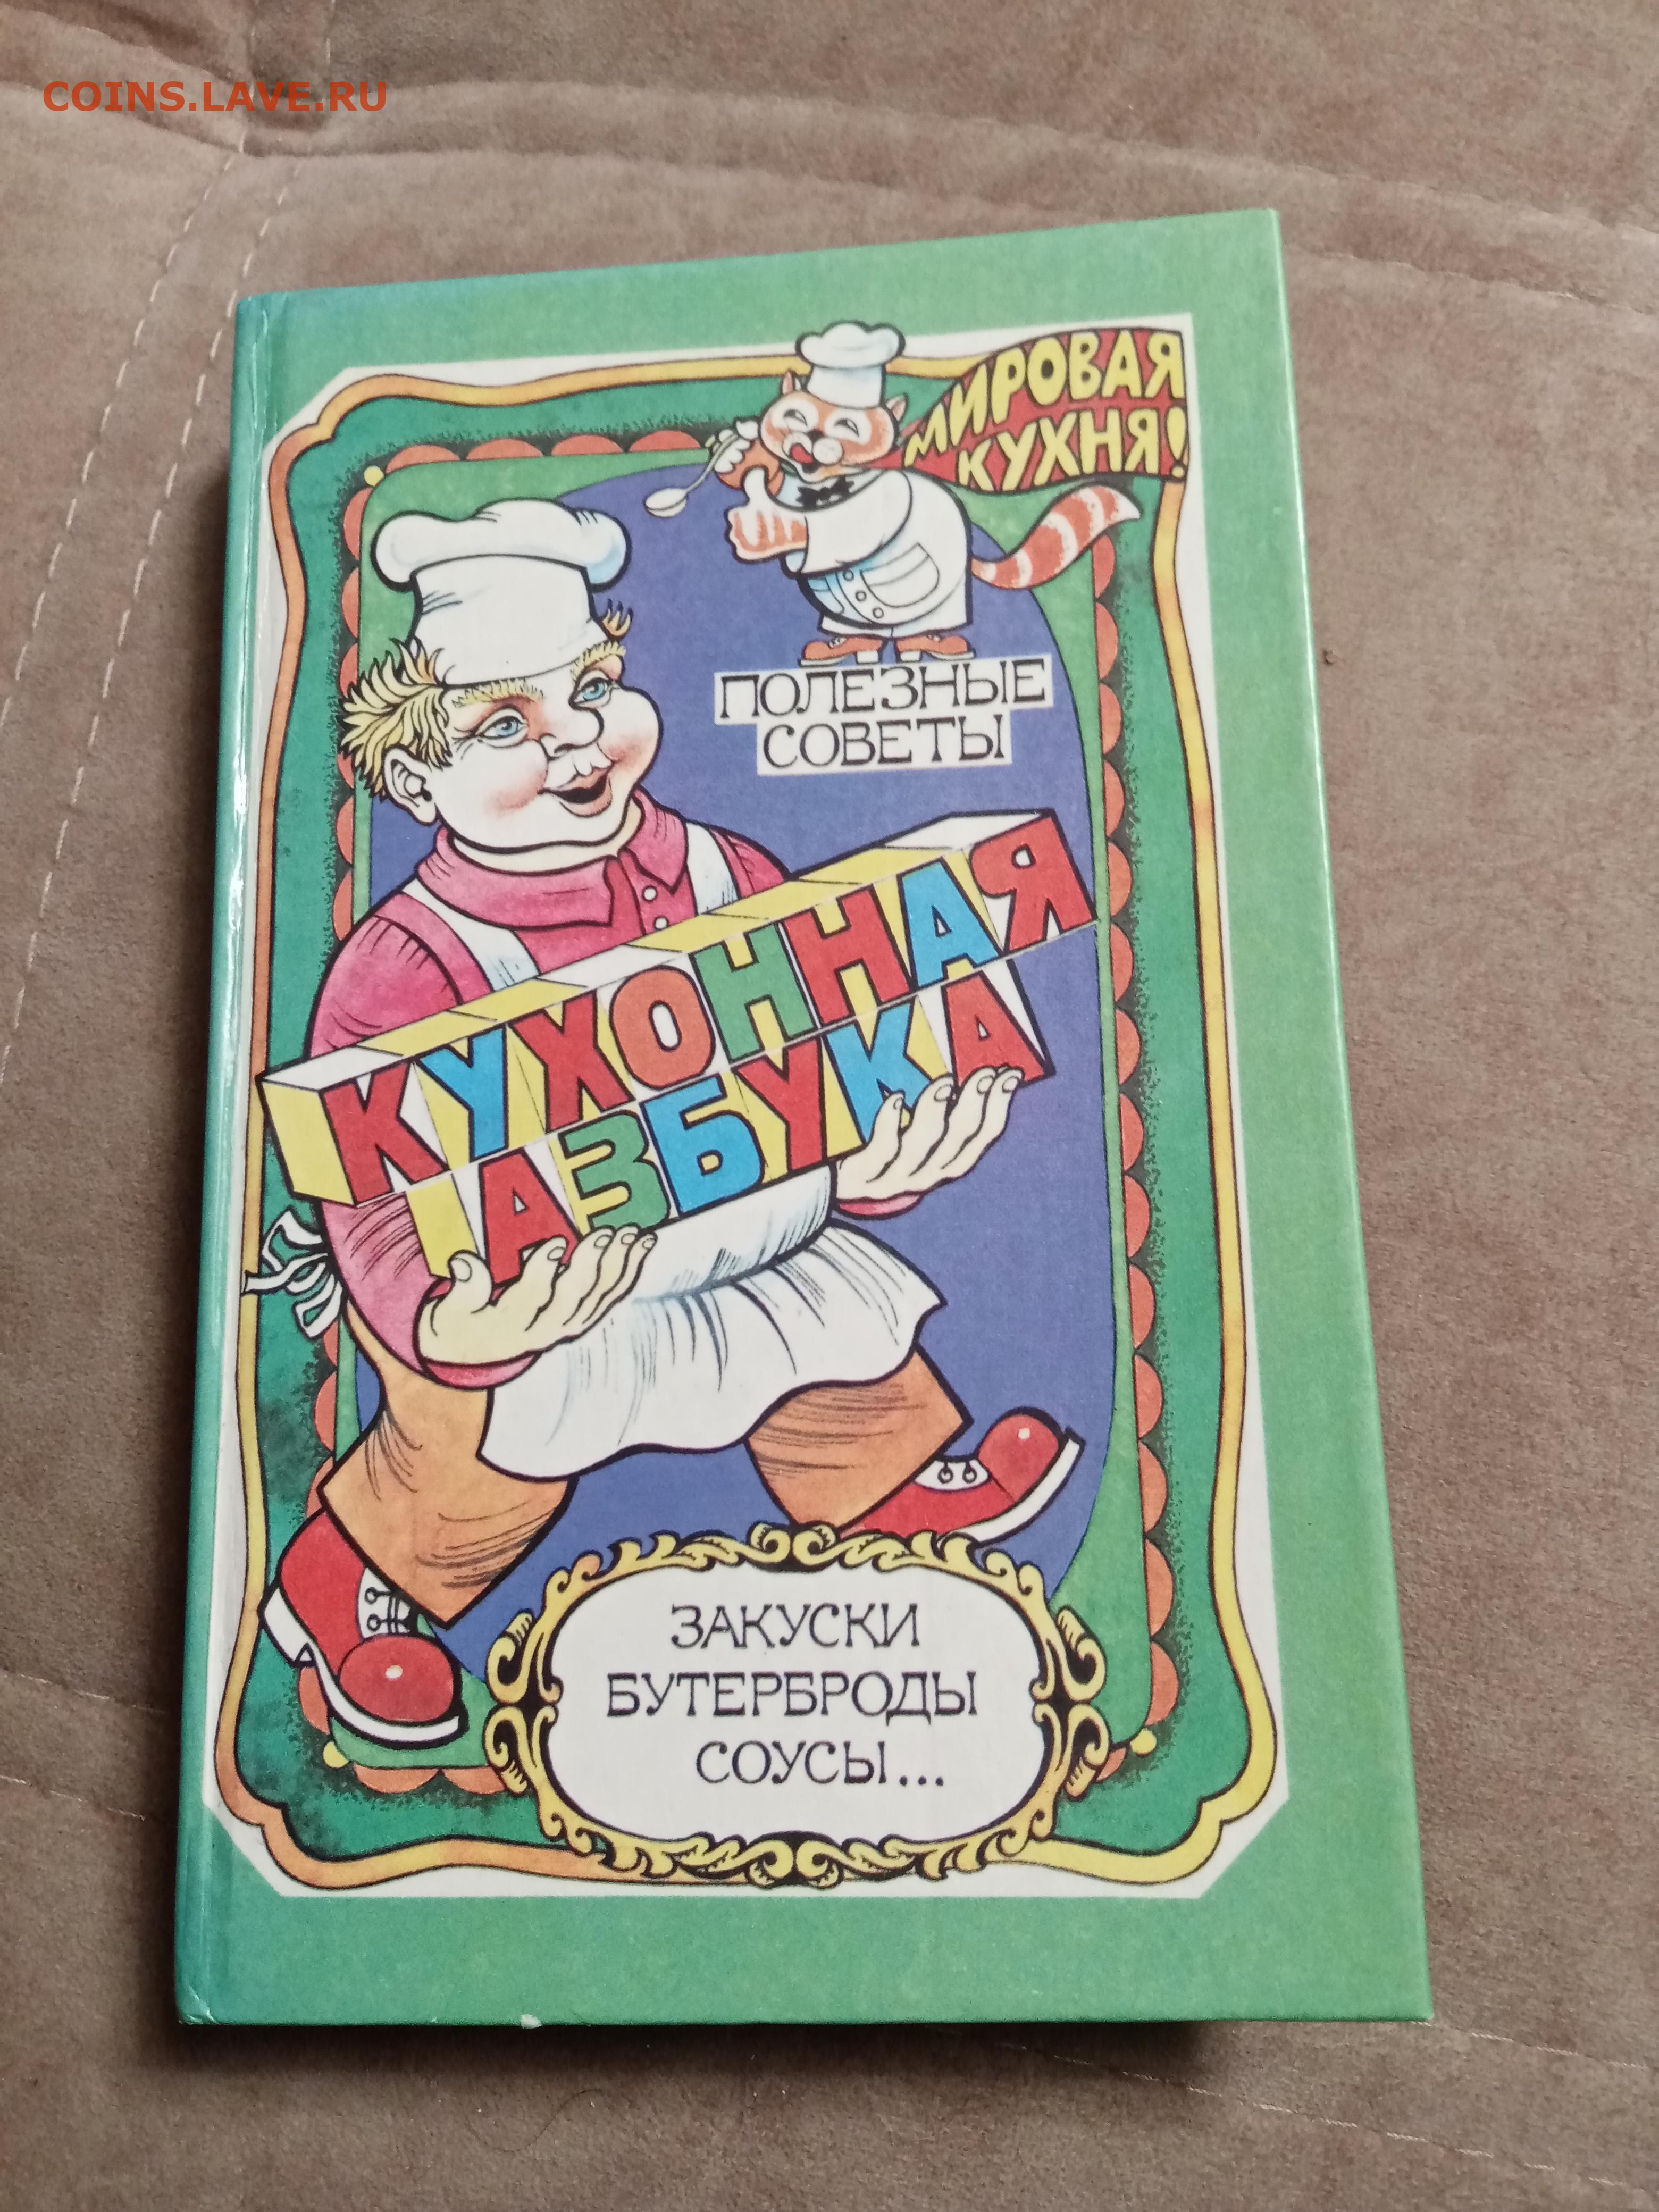 COINS.LAVE.RU
МИРОВАЯ
КУХНЯ!
ПОЛЕЗНЫЕ
СОВЕТЫ
КУХОННАЯ
АЗБУКА
ЗАКУСКИ
БУТЕРБРОДЫ
СОУСЫ...